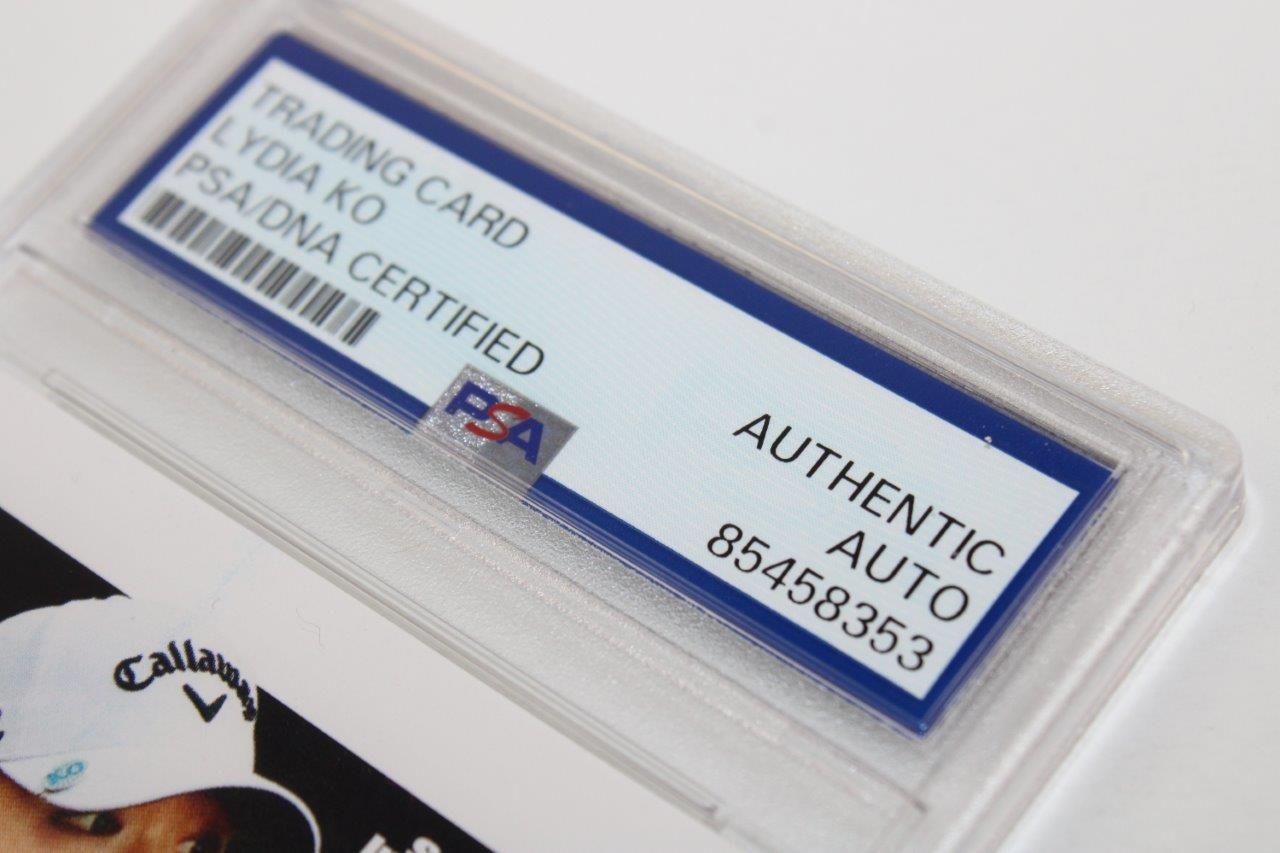 TRADING CARD
LYDIA KO
PSA/DNA CERTIFIED
PSA
AUTHENTIC
AUTO
85458353
Callaway